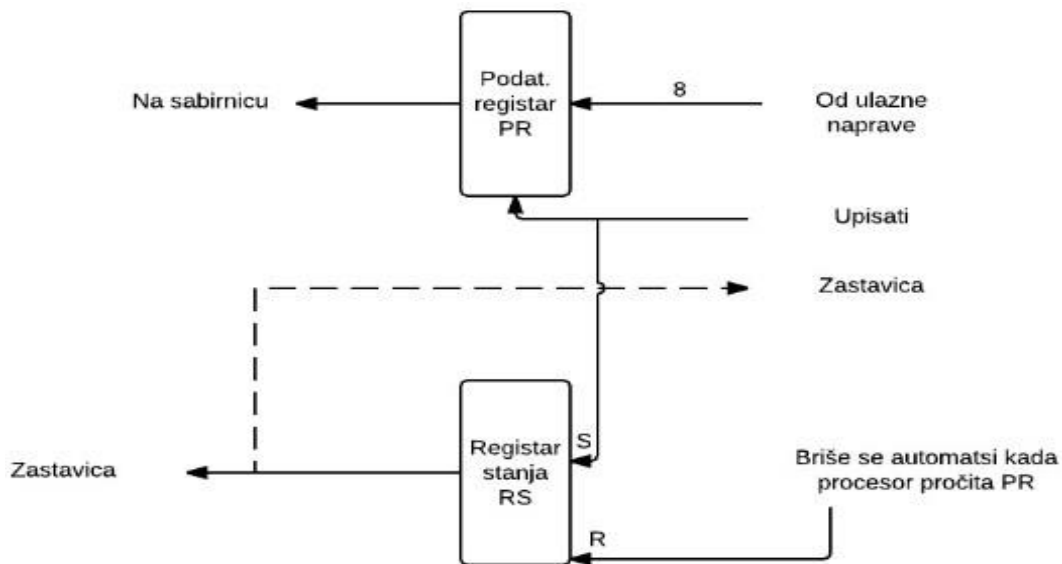 Podat.
registar
PR
Na sabirnicu
8
Od ulazne
naprave
Upisati
Zastavica
Registar
stanja
RS
S
R
Zastavica
Briše se automatsi kada
procesor pročita PR